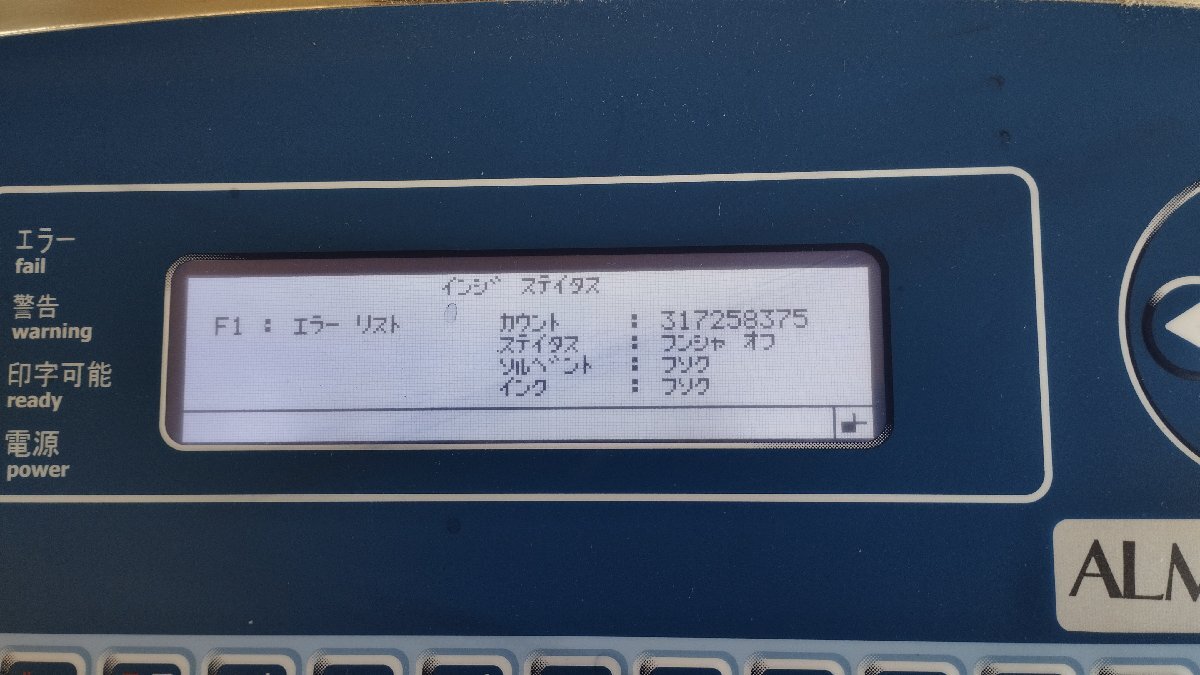 エラー
fail
警告
warning
印字可能
ready
電源
power
インジ ステイタス
F1 : エラー リスト
カウント : 317258375
ステイタス : フンシャ オフ
ソルベント : フソク
インク : フソク
ALM